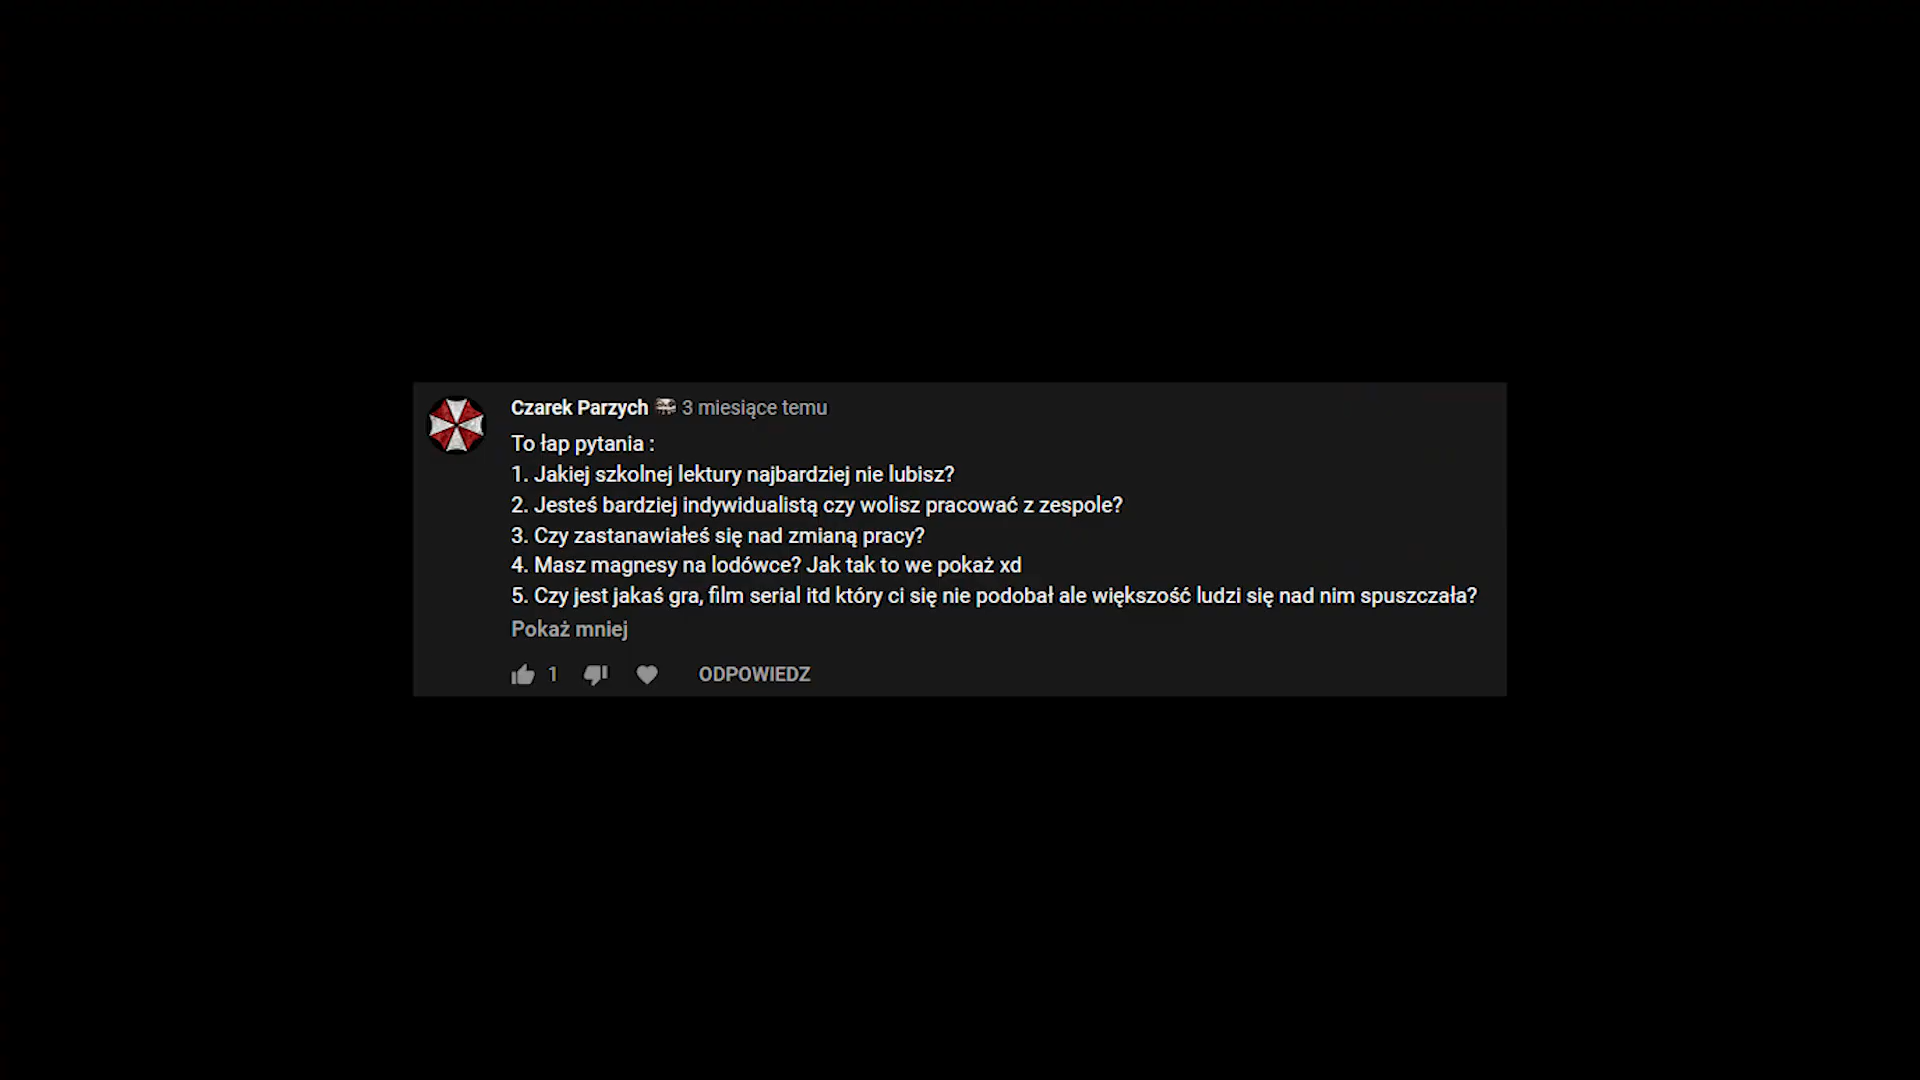 Czarek Parzych 3 miesiące temu
To łap pytania :
1. Jakiej szkolnej lektury najbardziej nie lubisz?
2. Jesteś bardziej indywidualistą czy wolisz pracować z zespole?
3. Czy zastanawiałeś się nad zmianą pracy?
4. Masz magnesy na lodówce? Jak tak to we pokaż xd
5. Czy jest jakaś gra, film serial itd który ci się nie podobał ale większość ludzi się nad nim spuszczała?
Pokaż mniej
1 ODPOWIEDZ